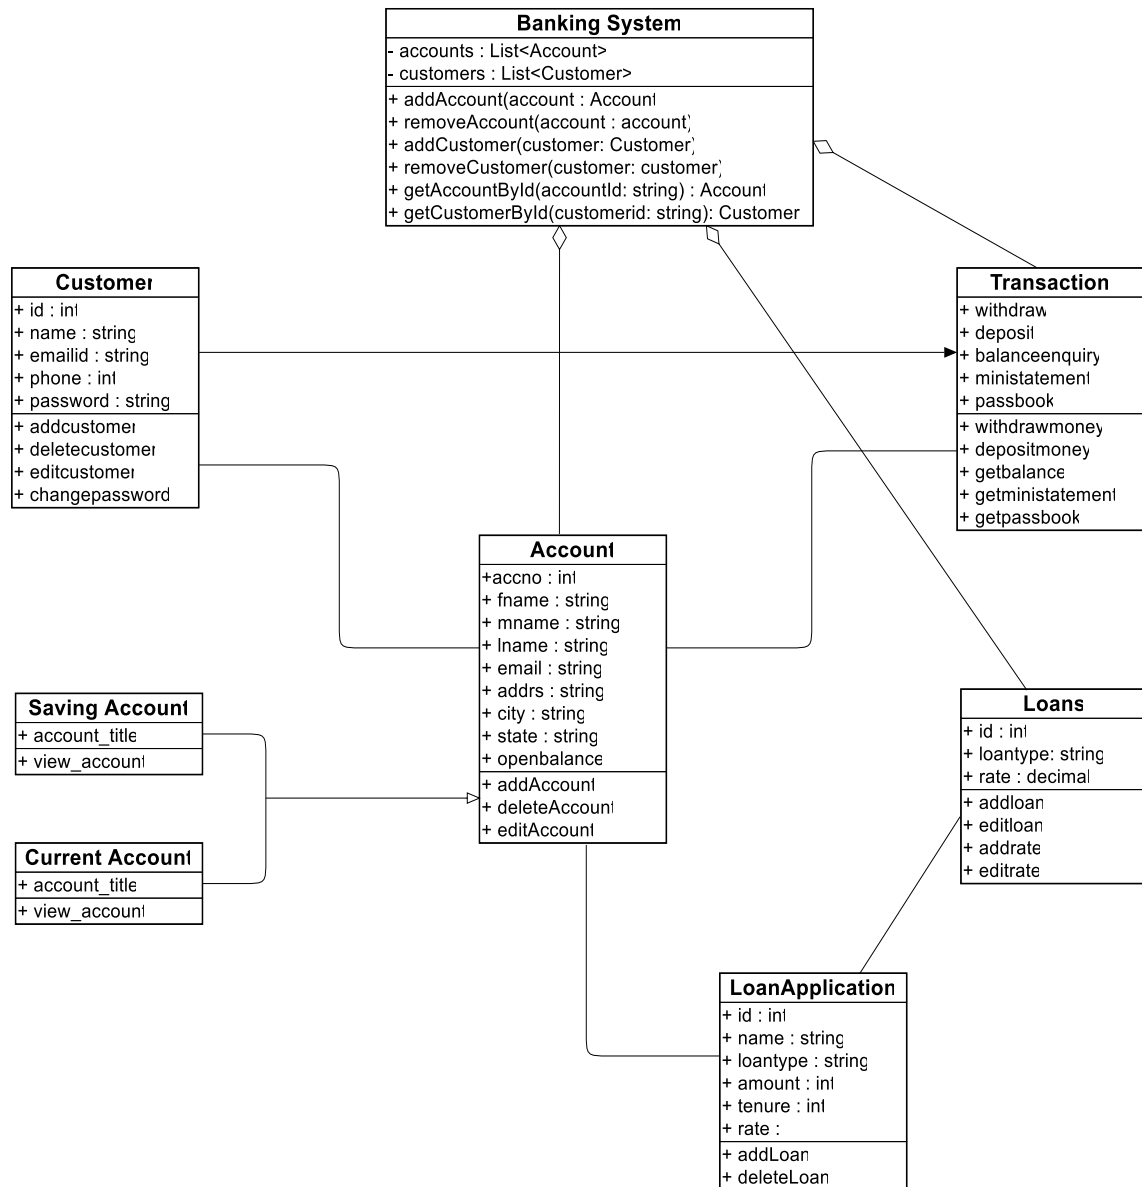 Banking System
- accounts : List<Account>
- customers : List<Customer>
+ addAccount(account : Account
+ removeAccount(account : account)
+ addCustomer(customer: Customer)
+ removeCustomer(customer: customer)
+ getAccountById(accountId: string) : Account
+ getCustomerById(customerid: string): Customer
Customer
+ id : int
+ name : string
+ emailid : string
+ phone : int
+ password : string
+ addcustomer
+ deletecustomer
+ editcustomer
+ changepassword
Transaction
+ withdraw
+ deposit
+ balanceenquiry
+ ministatement
+ passbook
+ withdrawmoney
+ depositmoney
+ getbalance
+ getministatement
+ getpassbook
Account
+accno : int
+ fname : string
+ mname : string
+ lname : string
+ email : string
+ addrs : string
+ city : string
+ state : string
+ openbalance
+ addAccount
+ deleteAccount
+ editAccount
Saving Account
+ account_title
+ view_account
Current Account
+ account_title
+ view_account
Loans
+ id : int
+ loantype: string
+ rate : decimal
+ addloan
+ editloan
+ addrate
+ editrate
LoanApplication
+ id : int
+ name : string
+ loantype : string
+ amount : int
+ tenure : int
+ rate :
+ addLoan
+ deleteLoan